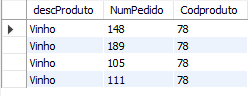 descProduto NumPedido Codproduto
Vinho 148 78
Vinho 189 78
Vinho 105 78
Vinho 111 78